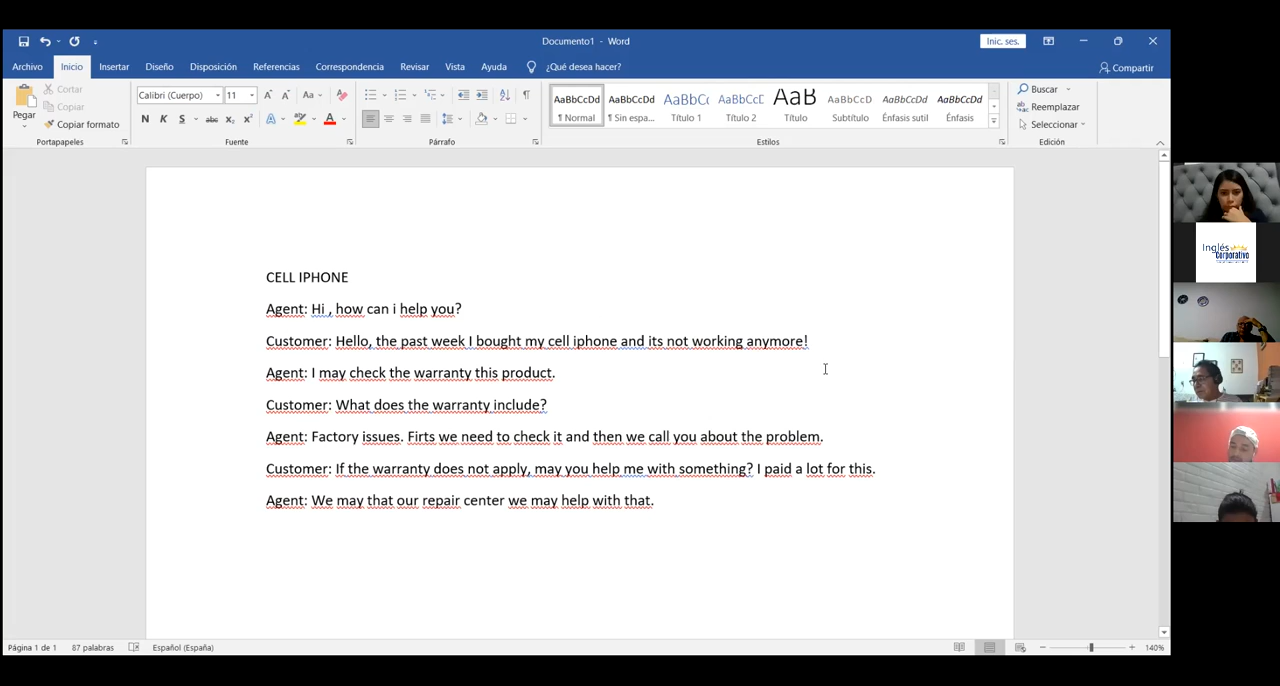 Documento1 - Word
Inic. ses.
Archivo Inicio Insertar Diseño Disposición Referencias Correspondencia Revisar Vista Ayuda ¿Qué desea hacer? Compartir
Pegar
Cortar
Copiar
Copiar formato
Portapapeles
Calibri (Cuerpo) 11
Fuente
Párrafo
AaBbCcDd AaBbCcDd AaBbCc AaBbCcD AaB AaBbCcD AaBbCcDd AaBbCcDd
¶ Normal ¶ Sin espa... Título 1 Título 2 Título Subtítulo Énfasis sutil Énfasis
Estilos
Buscar
Reemplazar
Seleccionar
Edición
CELL IPHONE
Agent: Hi , how can i help you?
Customer: Hello, the past week I bought my cell iphone and its not working anymore!
Agent: I may check the warranty this product.
Customer: What does the warranty include?
Agent: Factory issues. Firts we need to check it and then we call you about the problem.
Customer: If the warranty does not apply, may you help me with something? I paid a lot for this.
Agent: We may that our repair center we may help with that.
Página 1 de 1 87 palabras Español (España) 140%
Inglés
Corporativo